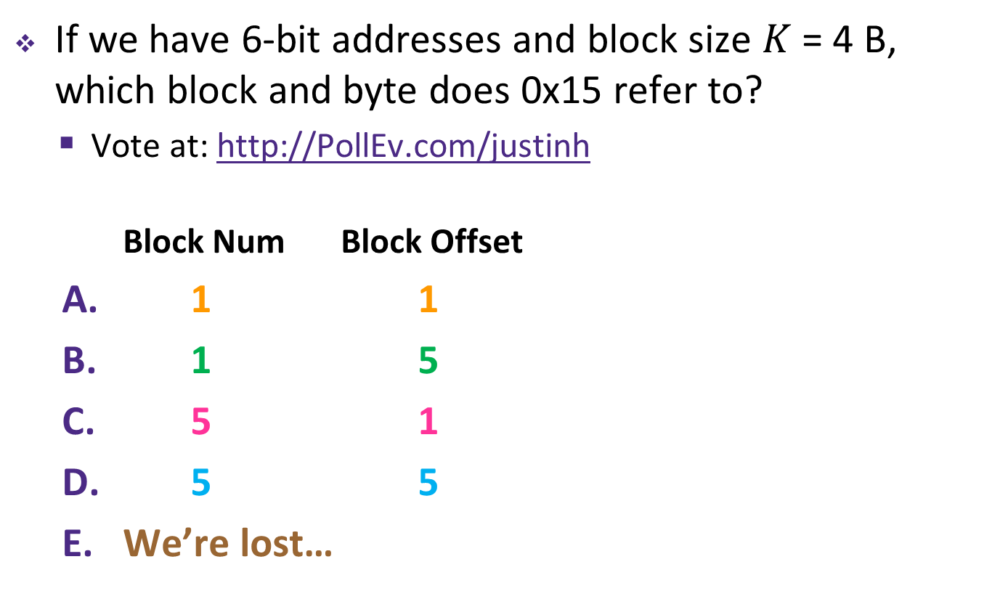 ❖ If we have 6-bit addresses and block size K = 4 B,
which block and byte does 0x15 refer to?
▪ Vote at: http://PollEv.com/justinh
Block Num Block Offset
A. 1 1
B. 1 5
C. 5 1
D. 5 5
E. We’re lost…